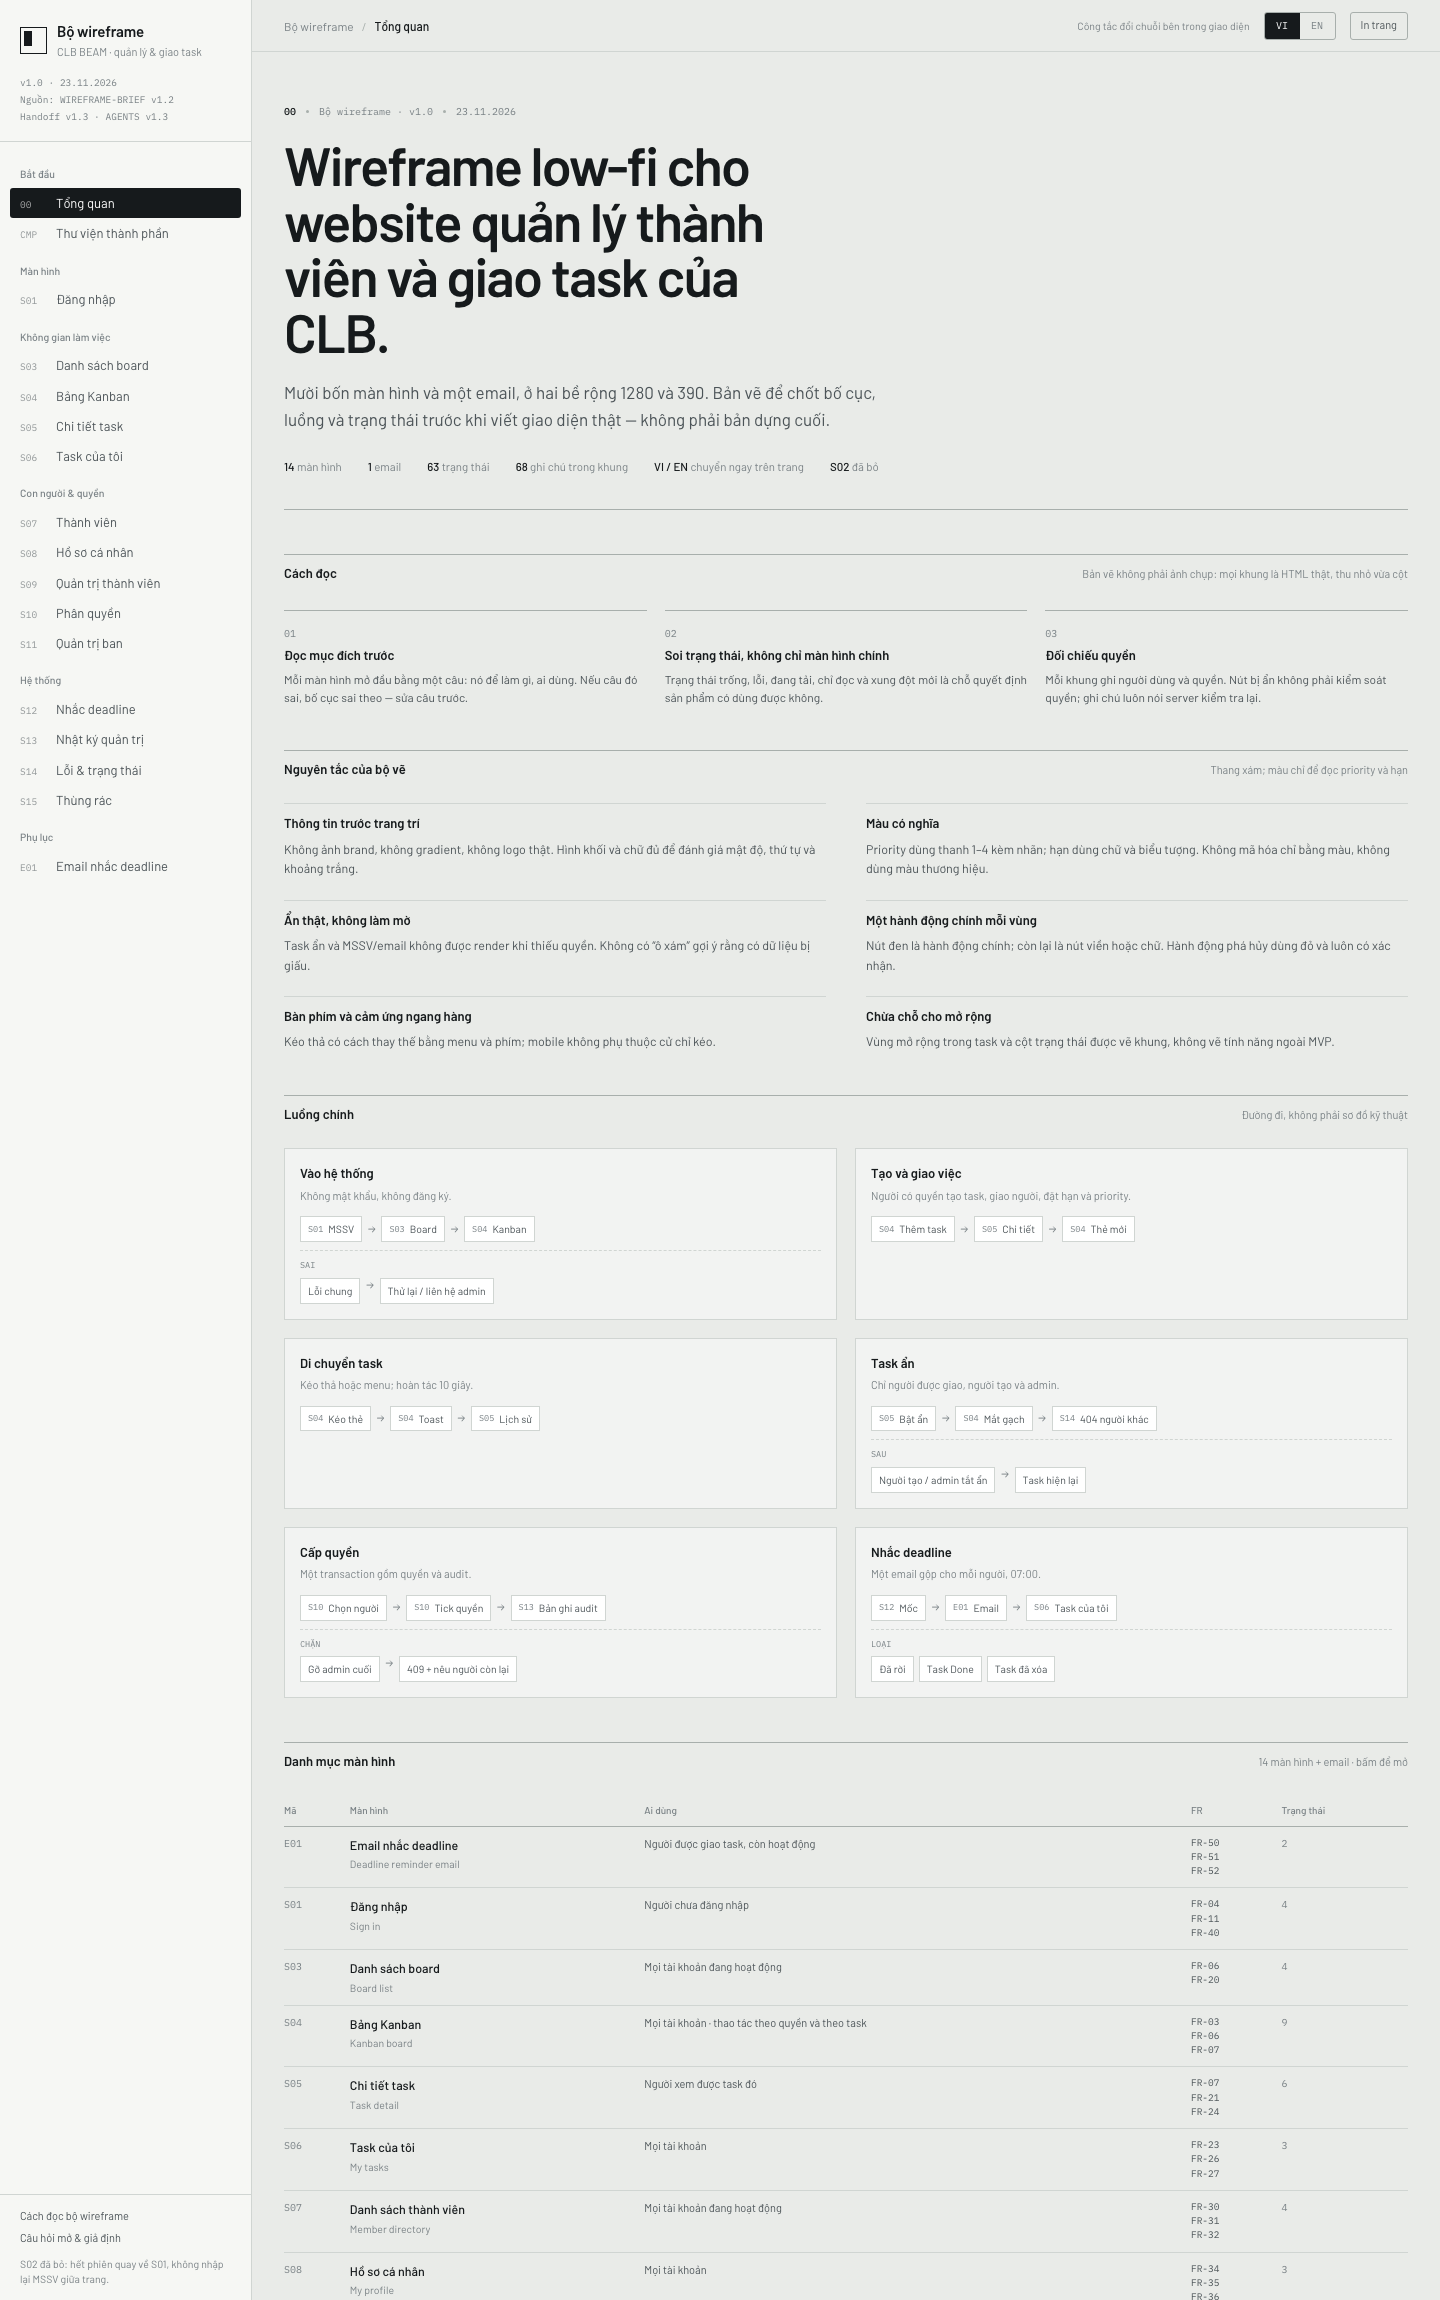 Bộ wireframe
CLB BEAM · quản lý & giao task
v1.0 · 23.11.2026
Nguồn: WIREFRAME-BRIEF v1.2
Handoff v1.3 · AGENTS v1.3
Bắt đầu
00 Tổng quan
CMP Thư viện thành phần
Màn hình
S01 Đăng nhập
Không gian làm việc
S03 Danh sách board
S04 Bảng Kanban
S05 Chi tiết task
S06 Task của tôi
Con người & quyền
S07 Thành viên
S08 Hồ sơ cá nhân
S09 Quản trị thành viên
S10 Phân quyền
S11 Quản trị ban
Hệ thống
S12 Nhắc deadline
S13 Nhật ký quản trị
S14 Lỗi & trạng thái
S15 Thùng rác
Phụ lục
E01 Email nhắc deadline
Cách đọc bộ wireframe
Câu hỏi mở & giả định
S02 đã bỏ: hết phiên quay về S01, không nhập
lại MSSV giữa trang.
Bộ wireframe / Tổng quan
Công tắc đổi chuỗi bên trong giao diện VI EN In trang
00 • Bộ wireframe · v1.0 • 23.11.2026
Wireframe low-fi cho
website quản lý thành
viên và giao task của
CLB.
Mười bốn màn hình và một email, ở hai bề rộng 1280 và 390. Bản vẽ để chốt bố cục,
luồng và trạng thái trước khi viết giao diện thật — không phải bản dựng cuối.
14 màn hình 1 email 63 trạng thái 68 ghi chú trong khung VI / EN chuyển ngay trên trang S02 đã bỏ
Cách đọc
Bản vẽ không phải ảnh chụp: mọi khung là HTML thật, thu nhỏ vừa cột
01
Đọc mục đích trước
Mỗi màn hình mở đầu bằng một câu: nó để làm gì, ai dùng. Nếu câu đó
sai, bố cục sai theo — sửa câu trước.
02
Soi trạng thái, không chỉ màn hình chính
Trạng thái trống, lỗi, đang tải, chỉ đọc và xung đột mới là chỗ quyết định
sản phẩm có dùng được không.
03
Đối chiếu quyền
Mỗi khung ghi người dùng và quyền. Nút bị ẩn không phải kiểm soát
quyền; ghi chú luôn nói server kiểm tra lại.
Nguyên tắc của bộ vẽ
Thang xám; màu chỉ để đọc priority và hạn
Thông tin trước trang trí
Không ảnh brand, không gradient, không logo thật. Hình khối và chữ đủ để đánh giá mật độ, thứ tự và
khoảng trắng.
Màu có nghĩa
Priority dùng thanh 1–4 kèm nhãn; hạn dùng chữ và biểu tượng. Không mã hóa chỉ bằng màu, không
dùng màu thương hiệu.
Ẩn thật, không làm mờ
Task ẩn và MSSV/email không được render khi thiếu quyền. Không có “ô xám” gợi ý rằng có dữ liệu bị
giấu.
Một hành động chính mỗi vùng
Nút đen là hành động chính; còn lại là nút viền hoặc chữ. Hành động phá hủy dùng đỏ và luôn có xác
nhận.
Bàn phím và cảm ứng ngang hàng
Kéo thả có cách thay thế bằng menu và phím; mobile không phụ thuộc cử chỉ kéo.
Chừa chỗ cho mở rộng
Vùng mở rộng trong task và cột trạng thái được vẽ khung, không vẽ tính năng ngoài MVP.
Luồng chính
Đường đi, không phải sơ đồ kỹ thuật
Vào hệ thống
Không mật khẩu, không đăng ký.
S01 MSSV → S03 Board → S04 Kanban
SAI
Lỗi chung → Thử lại / liên hệ admin
Tạo và giao việc
Người có quyền tạo task, giao người, đặt hạn và priority.
S04 Thêm task → S05 Chi tiết → S04 Thẻ mới
Di chuyển task
Kéo thả hoặc menu; hoàn tác 10 giây.
S04 Kéo thẻ → S04 Toast → S05 Lịch sử
Task ẩn
Chỉ người được giao, người tạo và admin.
S05 Bật ẩn → S04 Mắt gạch → S14 404 người khác
SAU
Người tạo / admin tắt ẩn → Task hiện lại
Cấp quyền
Một transaction gồm quyền và audit.
S10 Chọn người → S10 Tick quyền → S13 Bản ghi audit
CHẶN
Gỡ admin cuối → 409 + nêu người còn lại
Nhắc deadline
Một email gộp cho mỗi người, 07:00.
S12 Mốc → E01 Email → S06 Task của tôi
LOẠI
Đã rời Task Done Task đã xóa
Danh mục màn hình
14 màn hình + email · bấm để mở
Mã Màn hình Ai dùng FR Trạng thái
E01 Email nhắc deadline Người được giao task, còn hoạt động FR-50 2
Deadline reminder email FR-51
FR-52
S01 Đăng nhập Người chưa đăng nhập FR-04 4
Sign in FR-11
FR-40
S03 Danh sách board Mọi tài khoản đang hoạt động FR-06 4
Board list FR-20
S04 Bảng Kanban Mọi tài khoản · thao tác theo quyền và theo task FR-03 9
Kanban board FR-06
FR-07
S05 Chi tiết task Người xem được task đó FR-07 6
Task detail FR-21
FR-24
S06 Task của tôi Mọi tài khoản FR-23 3
My tasks FR-26
FR-27
S07 Danh sách thành viên Mọi tài khoản đang hoạt động FR-30 4
Member directory FR-31
FR-32
S08 Hồ sơ cá nhân Mọi tài khoản FR-34 3
My profile FR-35
FR-36